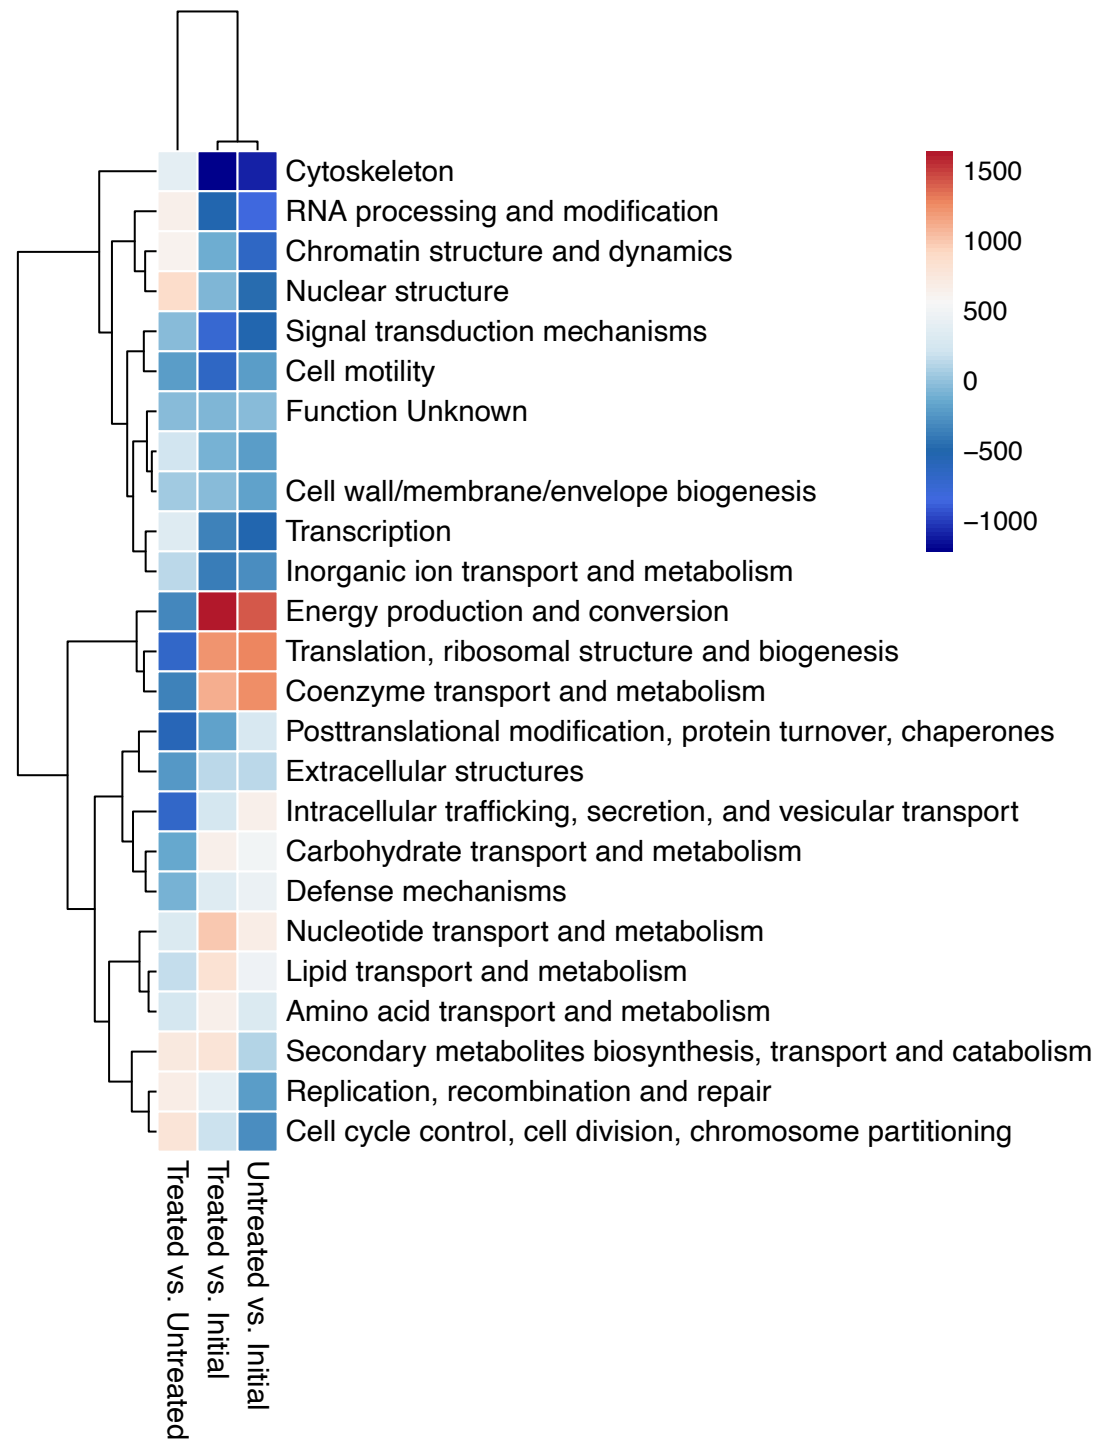 Cytoskeleton
RNA processing and modification
Chromatin structure and dynamics
Nuclear structure
Signal transduction mechanisms
Cell motility
Function Unknown
Cell wall/membrane/envelope biogenesis
Transcription
Inorganic ion transport and metabolism
Energy production and conversion
Translation, ribosomal structure and biogenesis
Coenzyme transport and metabolism
Posttranslational modification, protein turnover, chaperones
Extracellular structures
Intracellular trafficking, secretion, and vesicular transport
Carbohydrate transport and metabolism
Defense mechanisms
Nucleotide transport and metabolism
Lipid transport and metabolism
Amino acid transport and metabolism
Secondary metabolites biosynthesis, transport and catabolism
Replication, recombination and repair
Cell cycle control, cell division, chromosome partitioning
Treated vs. Untreated
Treated vs. Initial
Untreated vs. Initial
1500
1000
500
0
−500
−1000